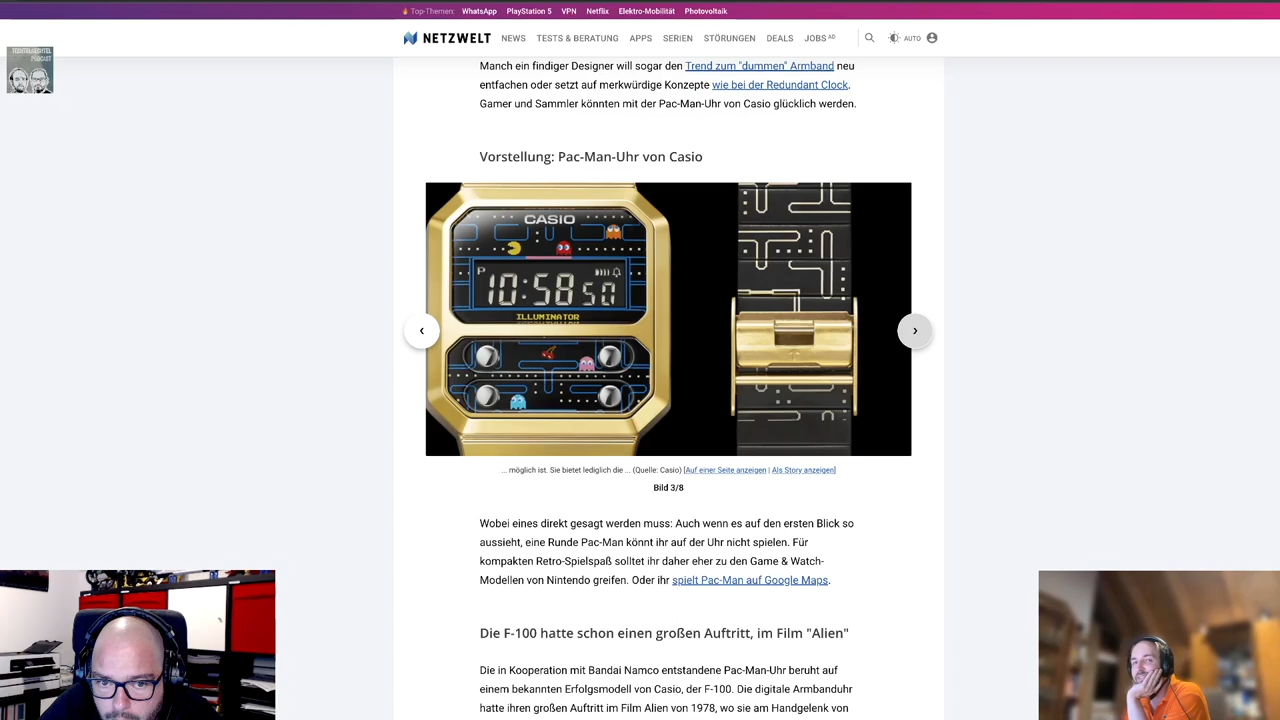 🔥 Top-Themen: WhatsApp PlayStation 5 VPN Netflix Elektro-Mobilität Photovoltaik
NETZWELT NEWS TESTS & BERATUNG APPS SERIEN STÖRUNGEN DEALS JOBS AD AUTO
TECHTELMECHTEL
PODCAST
Manch ein findiger Designer will sogar den Trend zum "dummen" Armband neu
entfachen oder setzt auf merkwürdige Konzepte wie bei der Redundant Clock.
Gamer und Sammler könnten mit der Pac-Man-Uhr von Casio glücklich werden.
Vorstellung: Pac-Man-Uhr von Casio
CASIO
P
10:58 50
ILLUMINATOR
‹ ›
... möglich ist. Sie bietet lediglich die ... (Quelle: Casio) [Auf einer Seite anzeigen | Als Story anzeigen]
Bild 3/8
Wobei eines direkt gesagt werden muss: Auch wenn es auf den ersten Blick so
aussieht, eine Runde Pac-Man könnt ihr auf der Uhr nicht spielen. Für
kompakten Retro-Spielspaß solltet ihr daher eher zu den Game & Watch-
Modellen von Nintendo greifen. Oder ihr spielt Pac-Man auf Google Maps.
Die F-100 hatte schon einen großen Auftritt, im Film "Alien"
Die in Kooperation mit Bandai Namco entstandene Pac-Man-Uhr beruht auf
einem bekannten Erfolgsmodell von Casio, der F-100. Die digitale Armbanduhr
hatte ihren großen Auftritt im Film Alien von 1978, wo sie am Handgelenk von